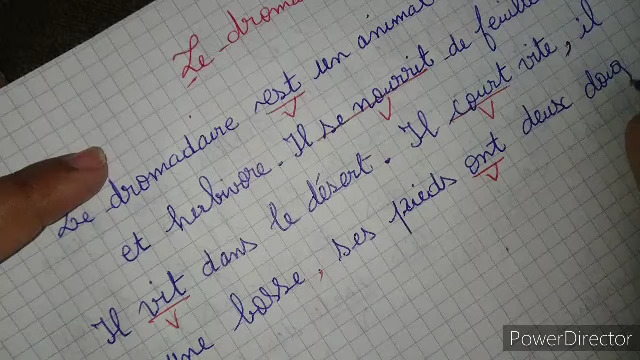 Le droma
Le dromadaire est un animal
V
et herbivore. Il se nourrit de feuille
V
Il vit dans le désert. Il court vite, il
V V
une bosse, ses pieds ont deux doig
V
PowerDirector